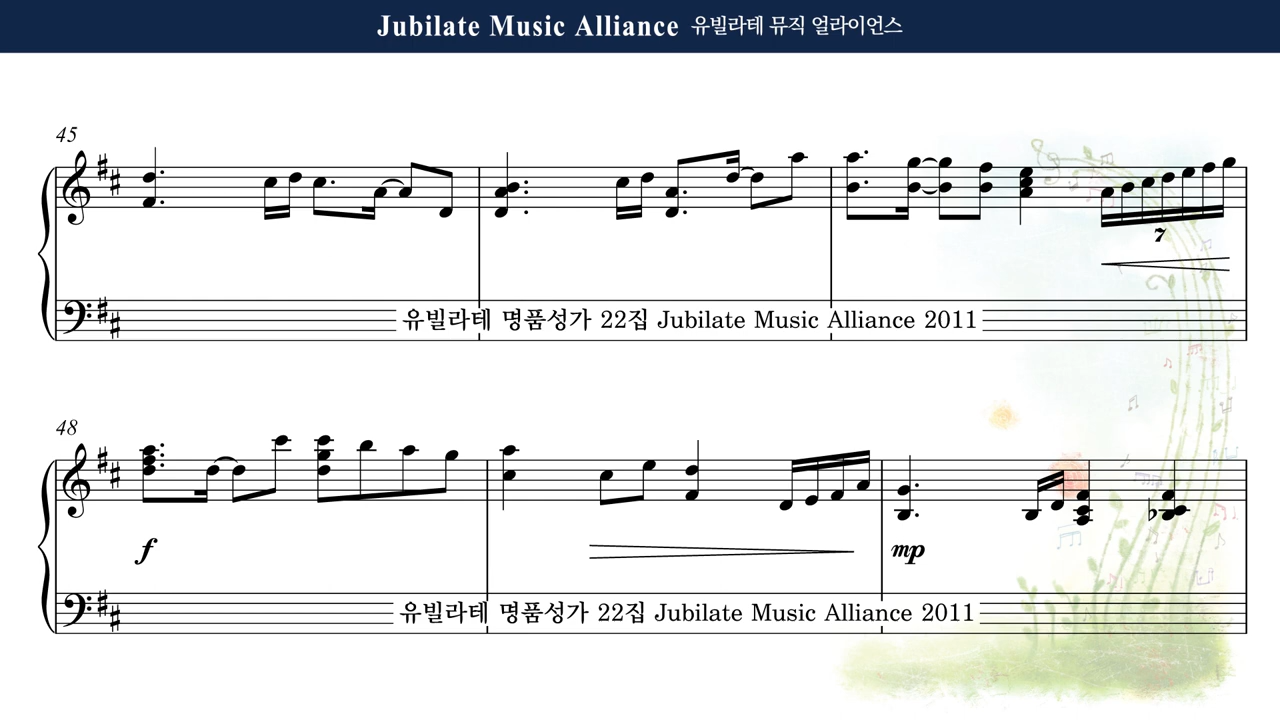 Jubilate Music Alliance 유빌라테 뮤직 얼라이언스
45
7
유빌라테 명품성가 22집 Jubilate Music Alliance 2011
48
f
mp
유빌라테 명품성가 22집 Jubilate Music Alliance 2011